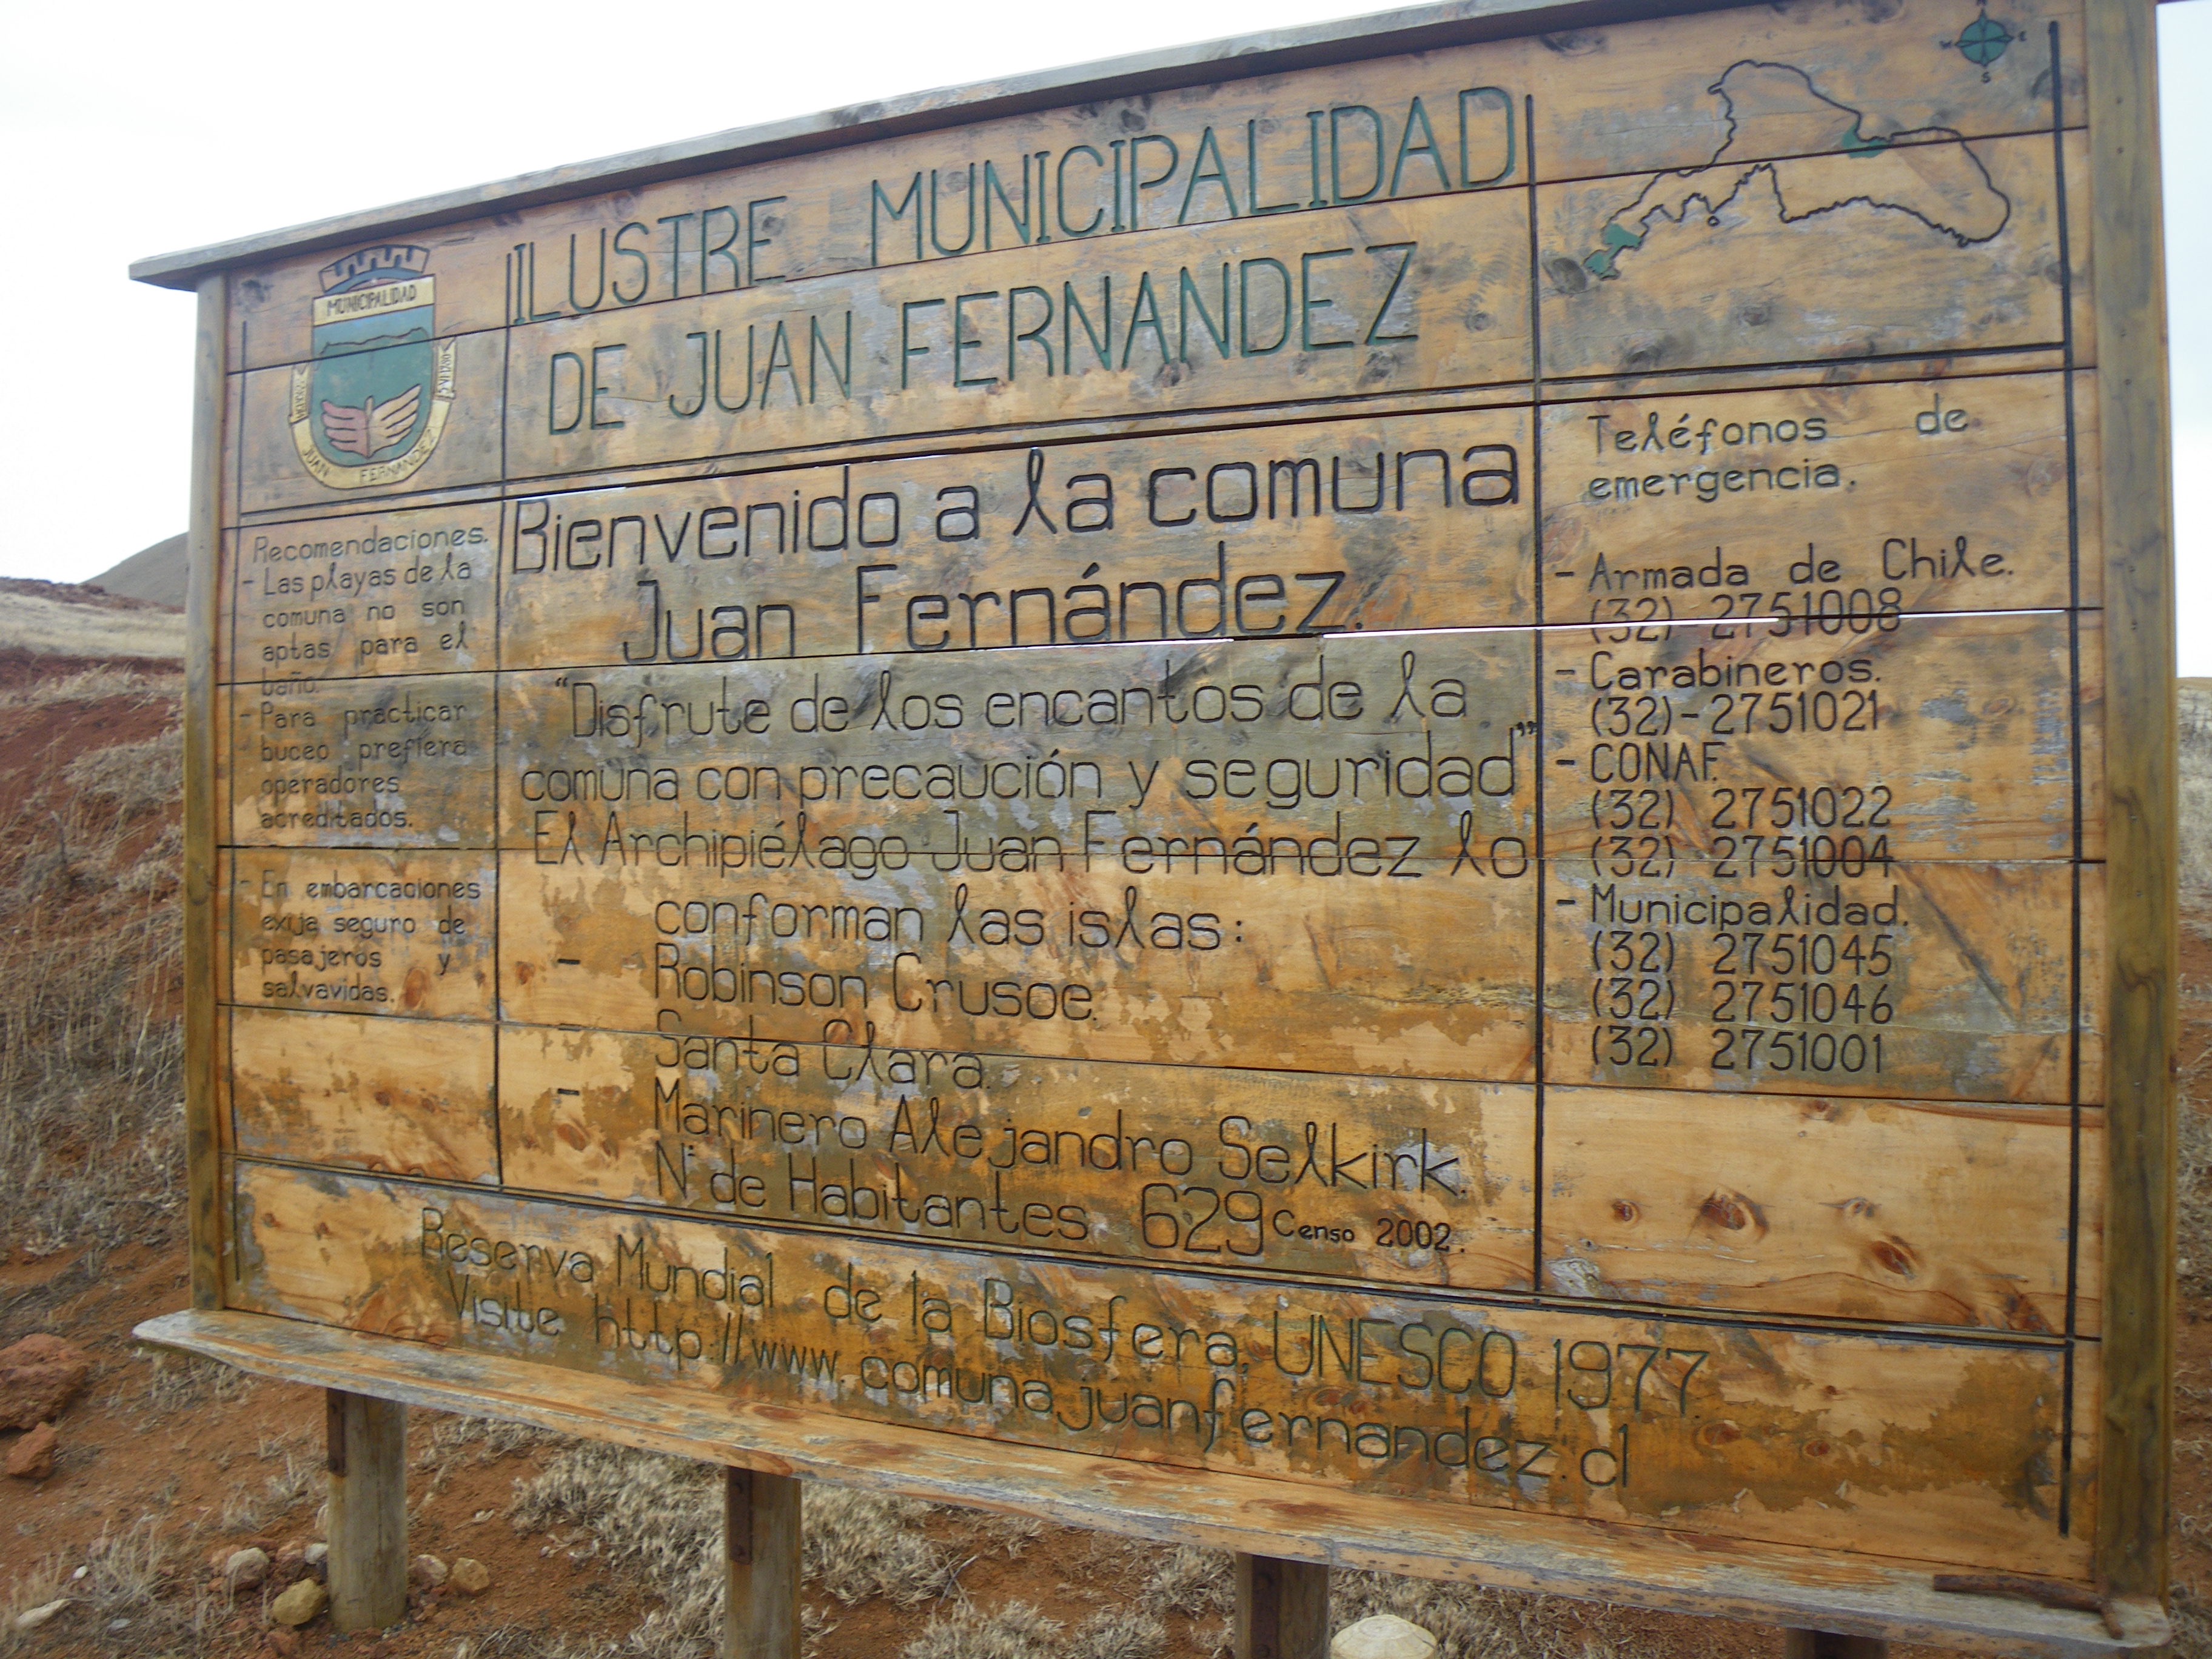 MUNICIPALIDAD
JUAN FERNANDEZ
ILUSTRE MUNICIPALIDAD
DE JUAN FERNANDEZ
N
W E
S
Recomendaciones.
- Las playas de la
comuna no son
aptas para el
baño.
- Para practicar
buceo prefiera
operadores
acreditados.
- En embarcaciones
exija seguro de
pasajeros y
salvavidas.
Bienvenido a la comuna
Juan Fernández.
"Disfrute de los encantos de la
comuna con precaución y seguridad"
El Archipiélago Juan Fernández lo
conforman las islas:
- Robinson Crusoe.
- Santa Clara.
- Marinero Alejandro Selkirk.
N° de Habitantes 629 Censo 2002.
Teléfonos de
emergencia.
- Armada de Chile.
(32) 2751008
- Carabineros.
(32)-2751021
- CONAF.
(32) 2751022
(32) 2751004
- Municipalidad.
(32) 2751045
(32) 2751046
(32) 2751001
Reserva Mundial de la Biosfera, UNESCO 1977.
Visite http://www.comunajuanfernandez.cl